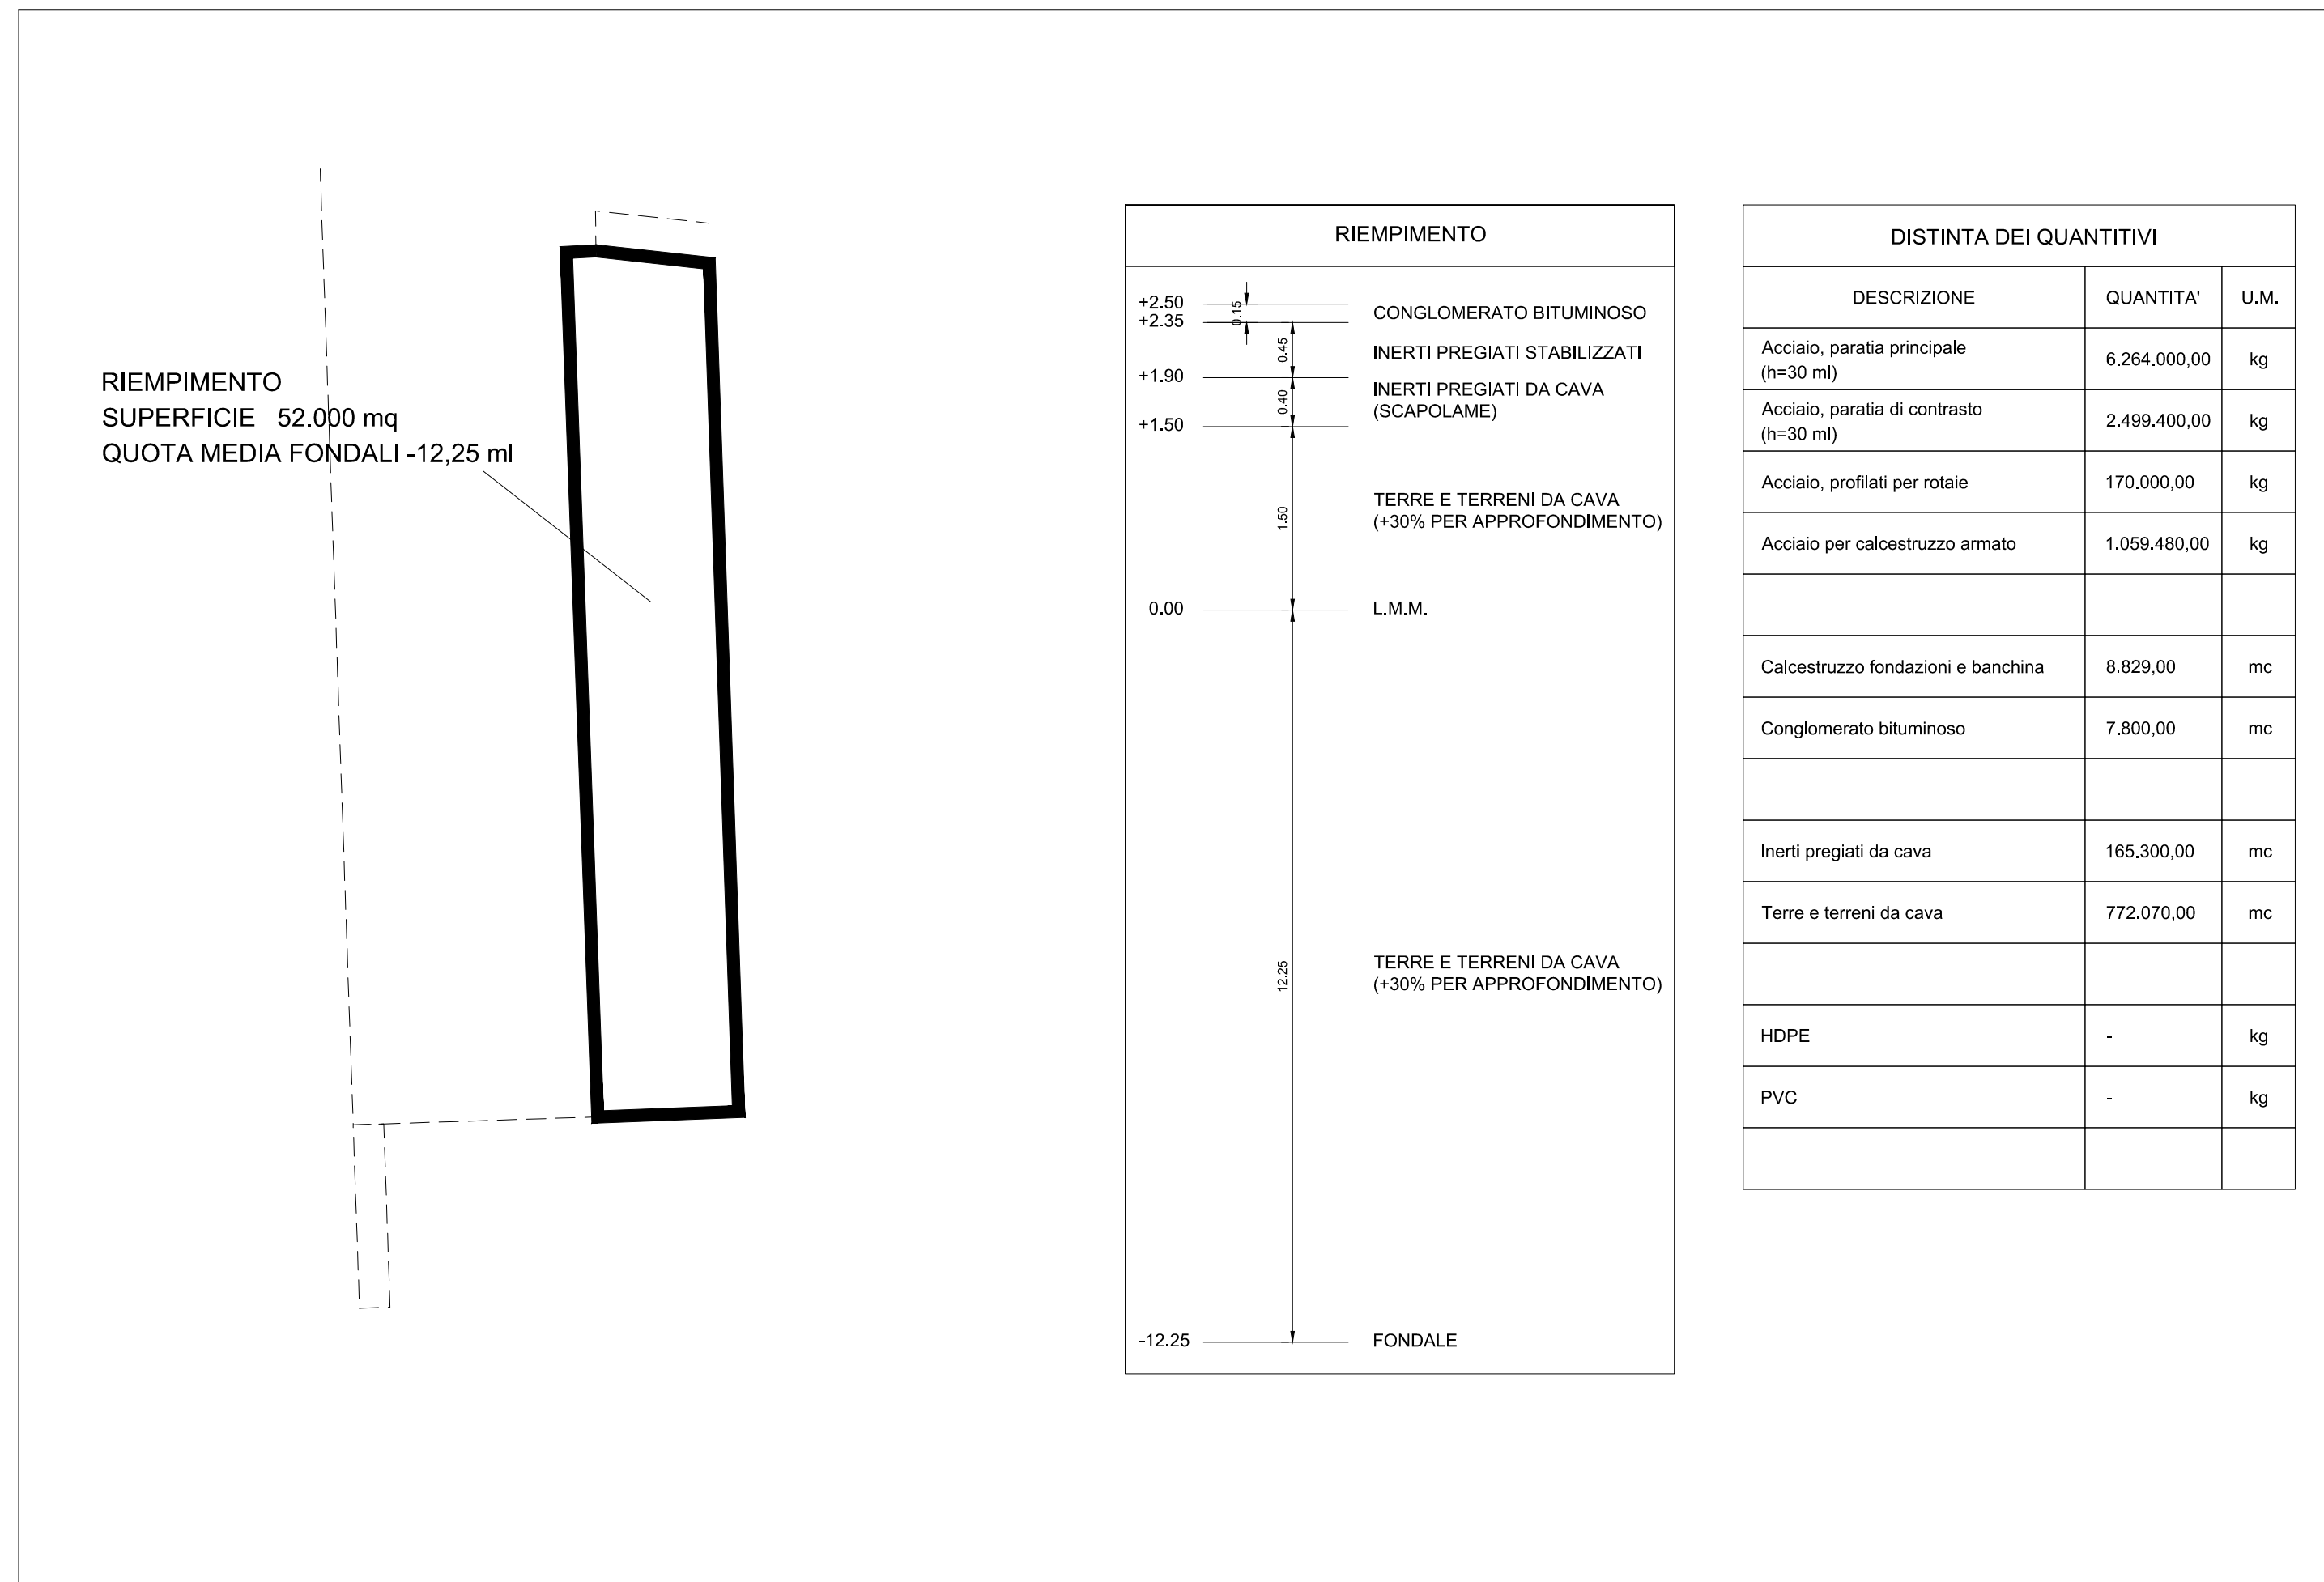 RIEMPIMENTO
SUPERFICIE 52.000 mq
QUOTA MEDIA FONDALI -12,25 ml
RIEMPIMENTO
+2.50
0.15
CONGLOMERATO BITUMINOSO
+2.35
0.45
INERTI PREGIATI STABILIZZATI
+1.90
0.40
INERTI PREGIATI DA CAVA
(SCAPOLAME)
+1.50
1.50
TERRE E TERRENI DA CAVA
(+30% PER APPROFONDIMENTO)
0.00 L.M.M.
12.25
TERRE E TERRENI DA CAVA
(+30% PER APPROFONDIMENTO)
-12.25 FONDALE
DISTINTA DEI QUANTITIVI
DESCRIZIONE QUANTITA' U.M.
Acciaio, paratia principale
(h=30 ml) 6.264.000,00 kg
Acciaio, paratia di contrasto
(h=30 ml) 2.499.400,00 kg
Acciaio, profilati per rotaie 170.000,00 kg
Acciaio per calcestruzzo armato 1.059.480,00 kg
Calcestruzzo fondazioni e banchina 8.829,00 mc
Conglomerato bituminoso 7.800,00 mc
Inerti pregiati da cava 165.300,00 mc
Terre e terreni da cava 772.070,00 mc
HDPE - kg
PVC - kg